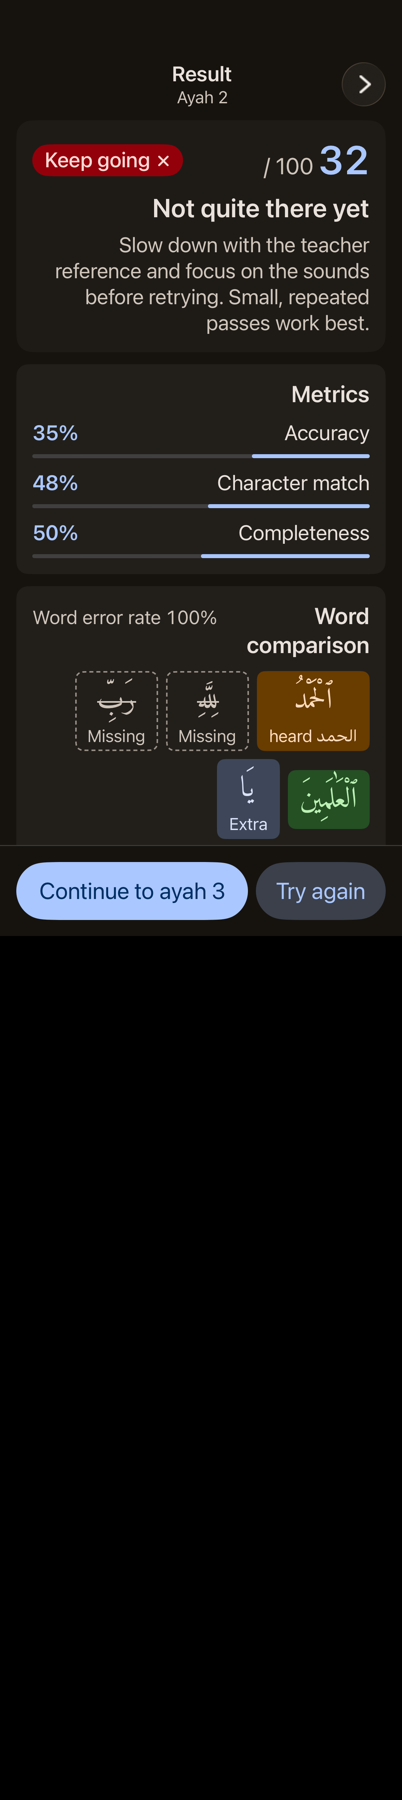 Result
Ayah 2
Keep going ×
/ 100 32
Not quite there yet
Slow down with the teacher
reference and focus on the sounds
before retrying. Small, repeated
passes work best.
Metrics
35% Accuracy
48% Character match
50% Completeness
Word error rate 100%
Word
comparison
ٱلْحَمْدُ لِلَّهِ رَبِّ
heard الحمد Missing Missing
ٱلْعَٰلَمِينَ يَا
Extra
Continue to ayah 3
Try again